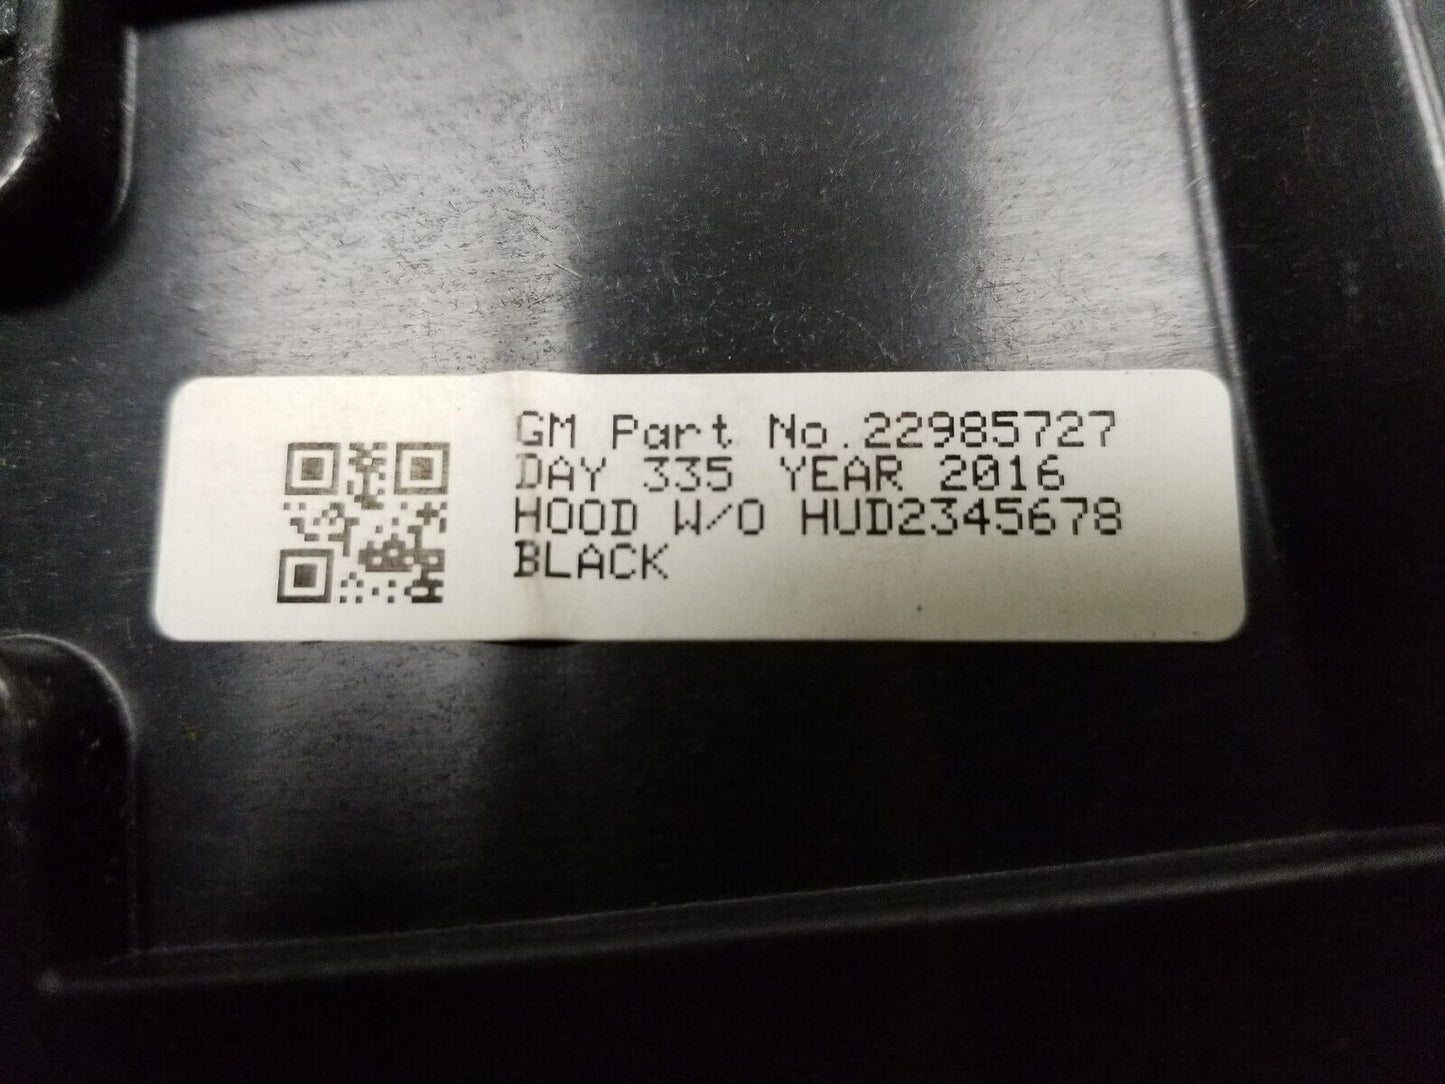 GM Part No.22985727
DAY 335 YEAR 2016
HOOD W/O HUD2345678
BLACK